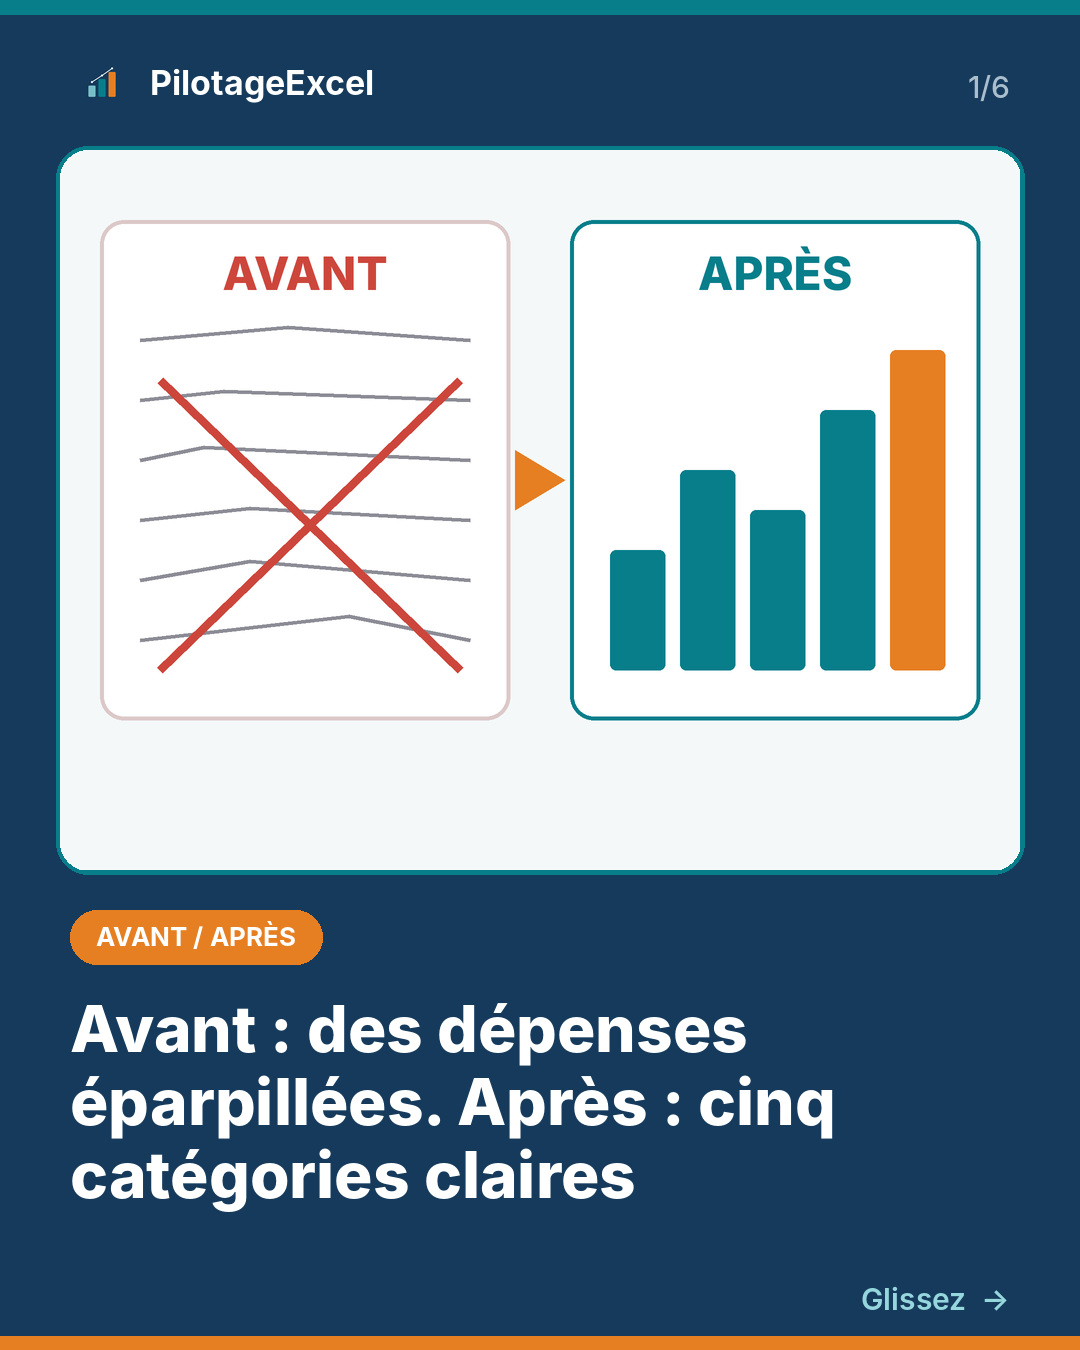 PilotageExcel
1/6
AVANT
APRÈS
AVANT / APRÈS
Avant : des dépenses
éparpillées. Après : cinq
catégories claires
Glissez →